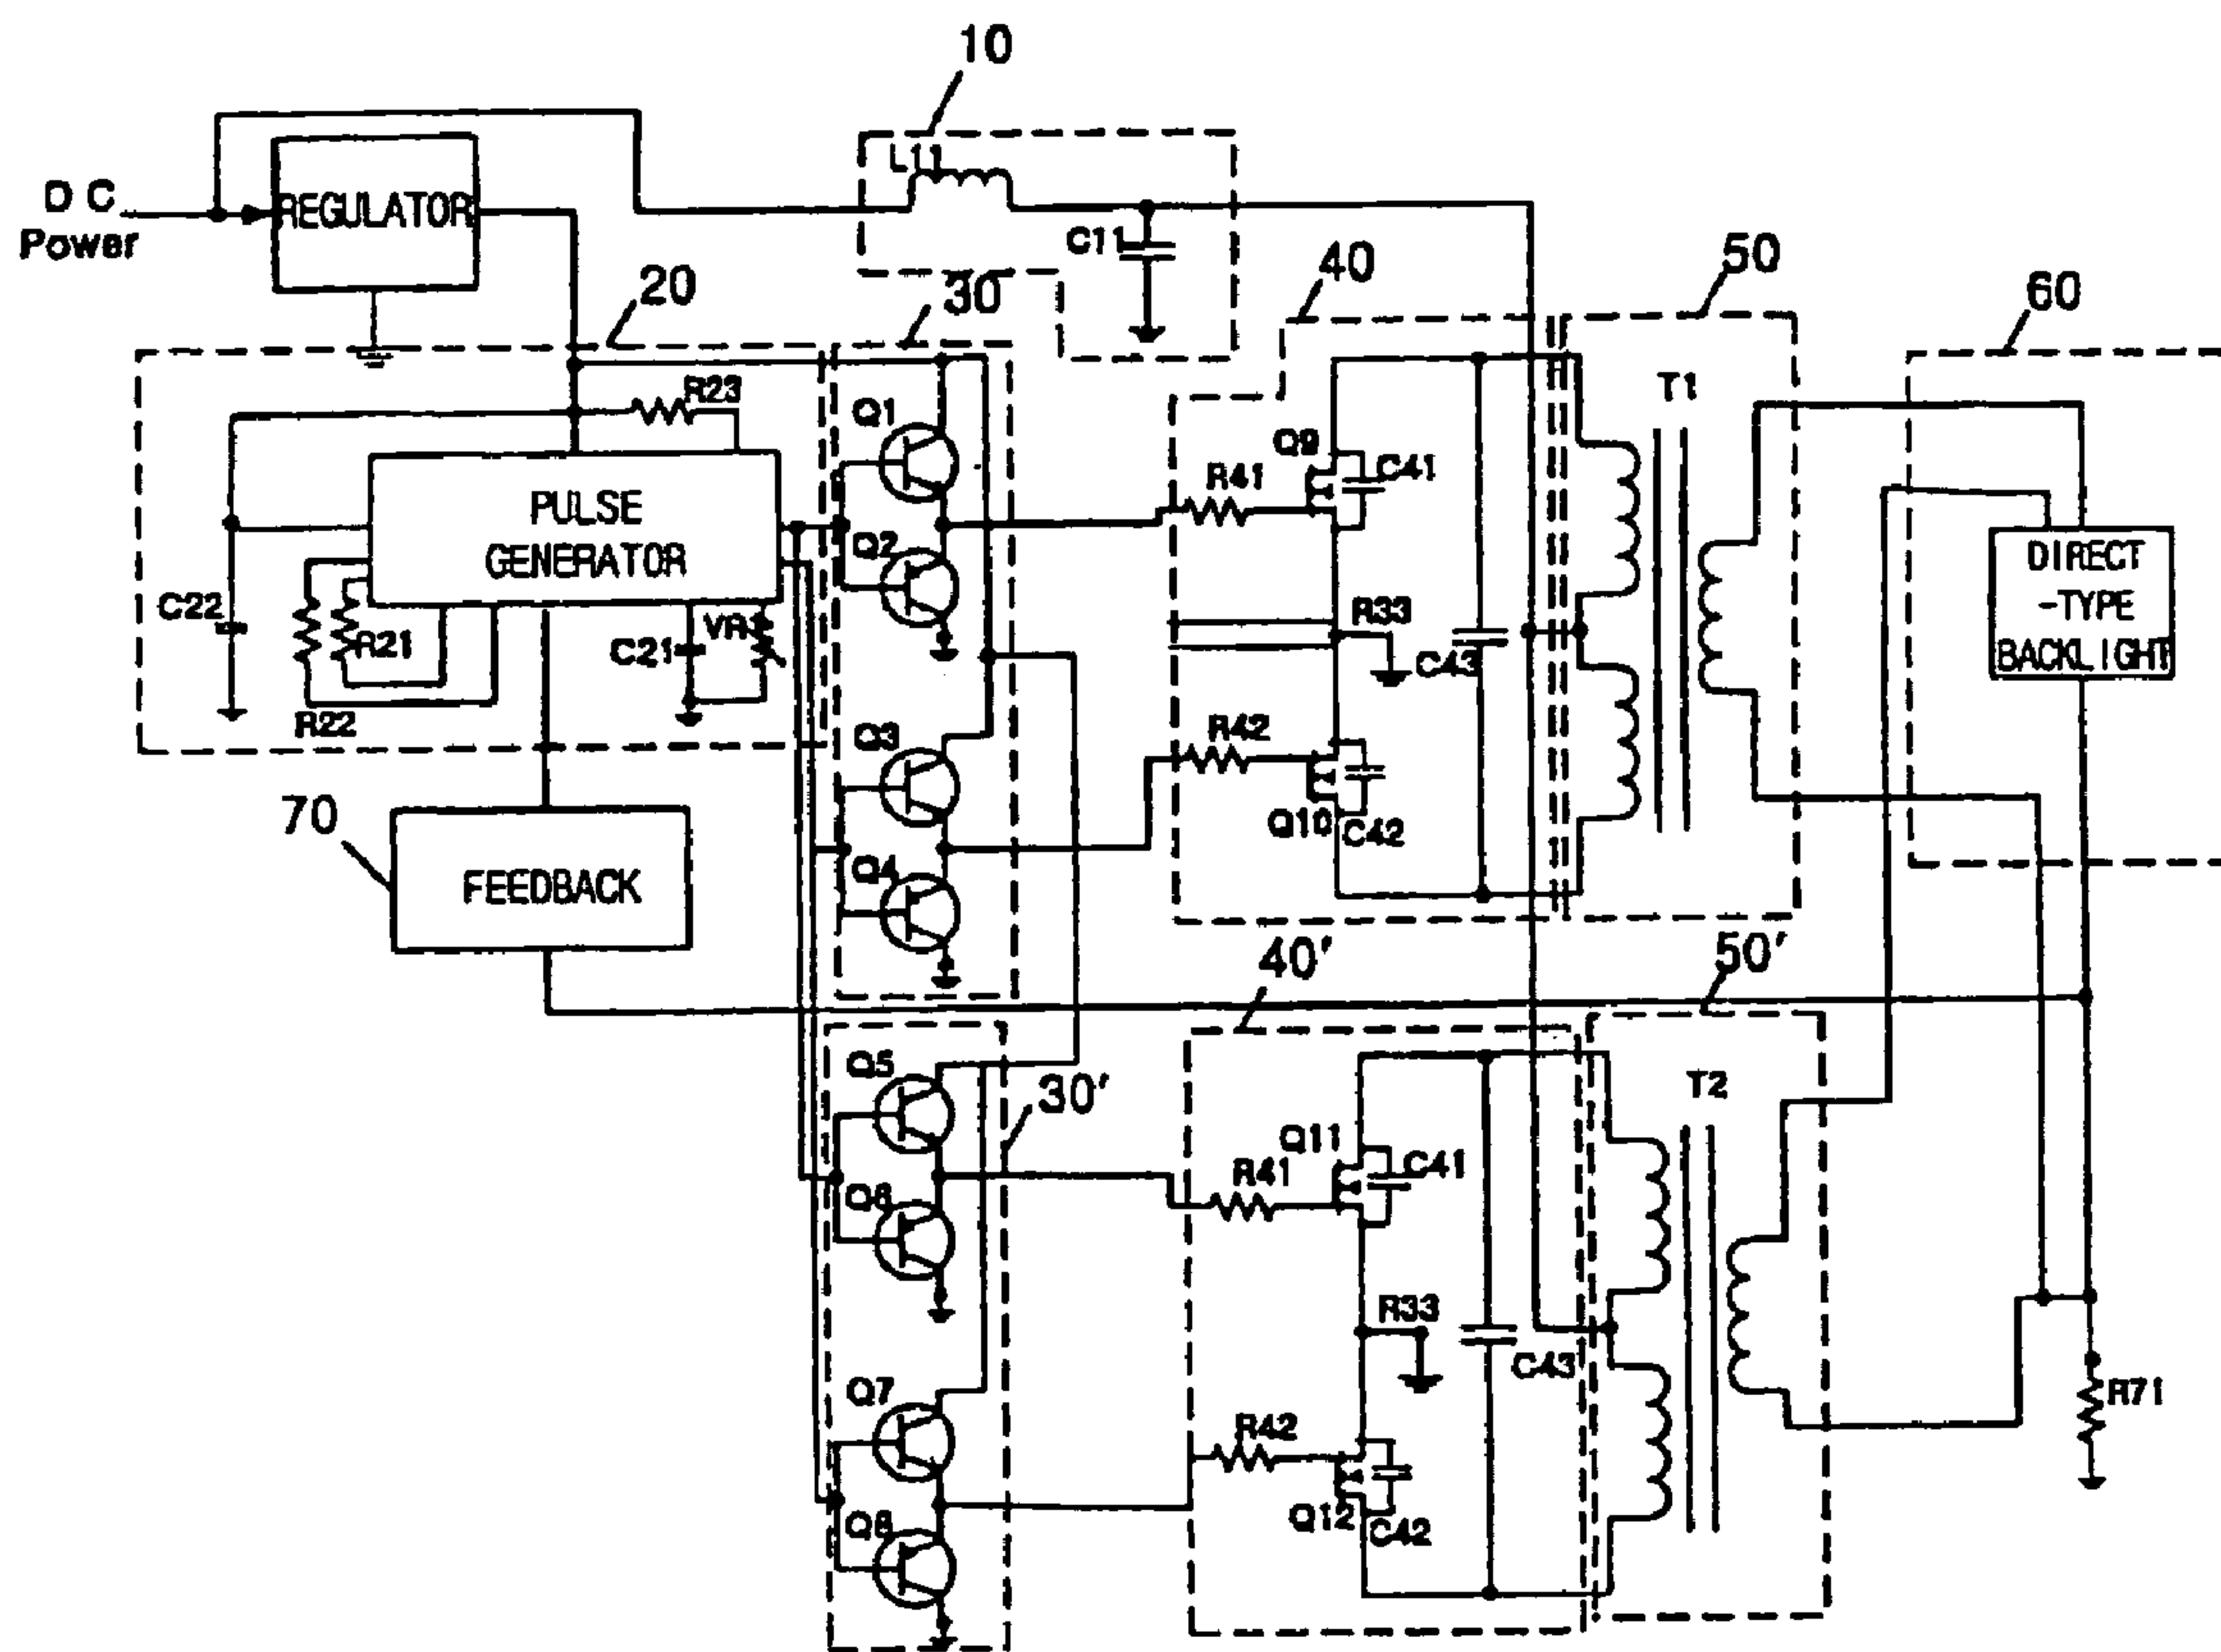 10
L11
D C
Power
REGULATOR
C11
20
30
40
50
60
R23
T1
Q1
Q9
C41
R41
PULSE
GENERATOR
Q2
DIRECT
-TYPE
BACKLIGHT
C22
R21
C21
R33
C43
R22
Q3
R42
70
Q10
C42
FEEDBACK
Q4
40'
50'
Q5
30'
T2
Q11
R41
C41
Q6
R33
C43
Q7
R71
R42
Q12
C42
Q8